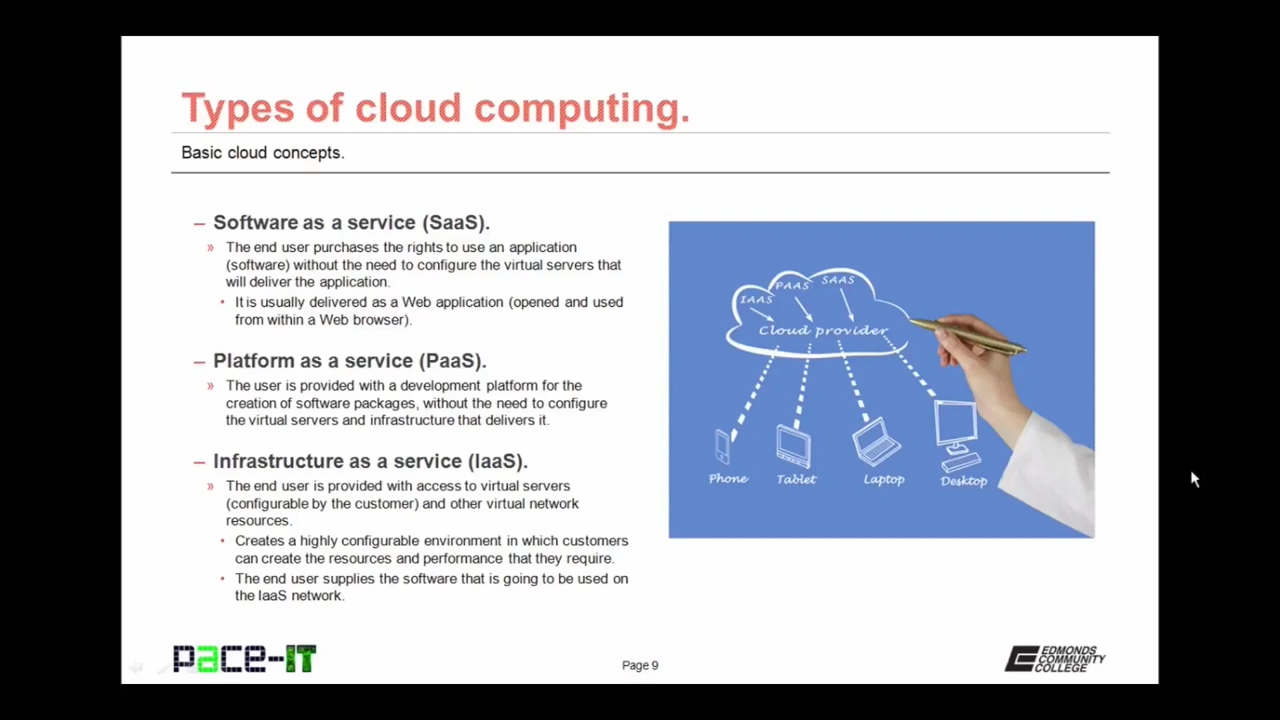 Types of cloud computing.
Basic cloud concepts.
– Software as a service (SaaS).
» The end user purchases the rights to use an application
(software) without the need to configure the virtual servers that
will deliver the application.
• It is usually delivered as a Web application (opened and used
from within a Web browser).
– Platform as a service (PaaS).
» The user is provided with a development platform for the
creation of software packages, without the need to configure
the virtual servers and infrastructure that delivers it.
– Infrastructure as a service (IaaS).
» The end user is provided with access to virtual servers
(configurable by the customer) and other virtual network
resources.
• Creates a highly configurable environment in which customers
can create the resources and performance that they require.
• The end user supplies the software that is going to be used on
the IaaS network.
IAAS PAAS SAAS
Cloud provider
Phone Tablet Laptop Desktop
pace-IT
Page 9
EDMONDS
COMMUNITY
COLLEGE